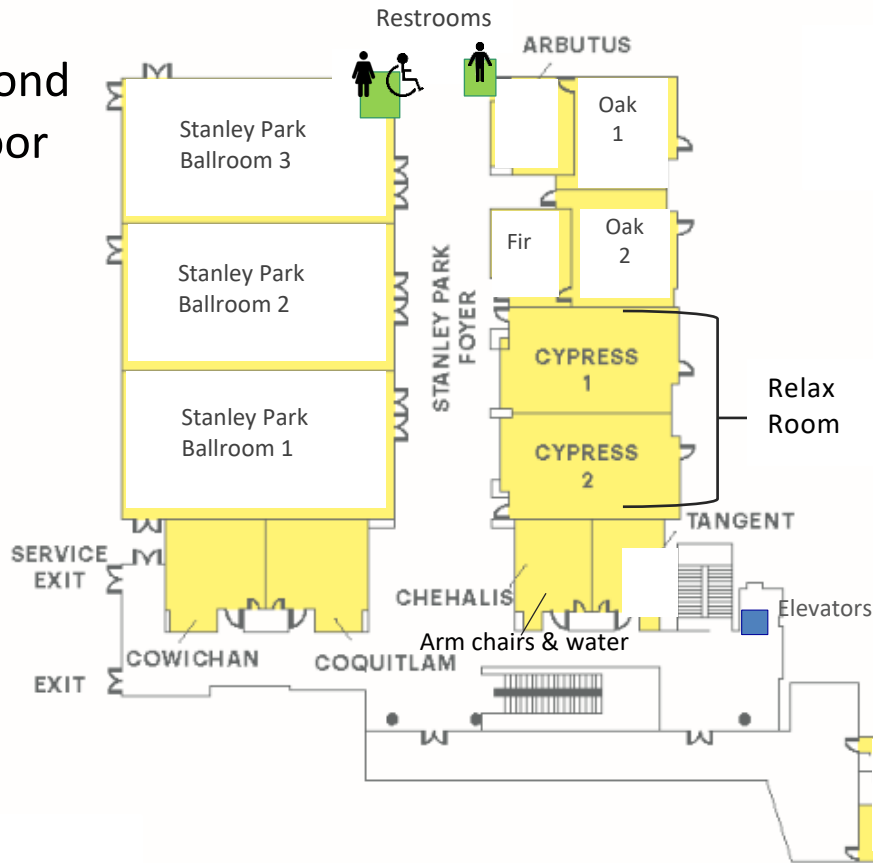 Restrooms
ond
oor
ARBUTUS
Stanley Park
Ballroom 3
Oak
1
Fir
Oak
2
Stanley Park
Ballroom 2
STANLEY PARK
FOYER
CYPRESS
1
Relax
Room
Stanley Park
Ballroom 1
CYPRESS
2
TANGENT
SERVICE
EXIT
CHEHALIS
Elevators
Arm chairs & water
COWICHAN
COQUITLAM
EXIT